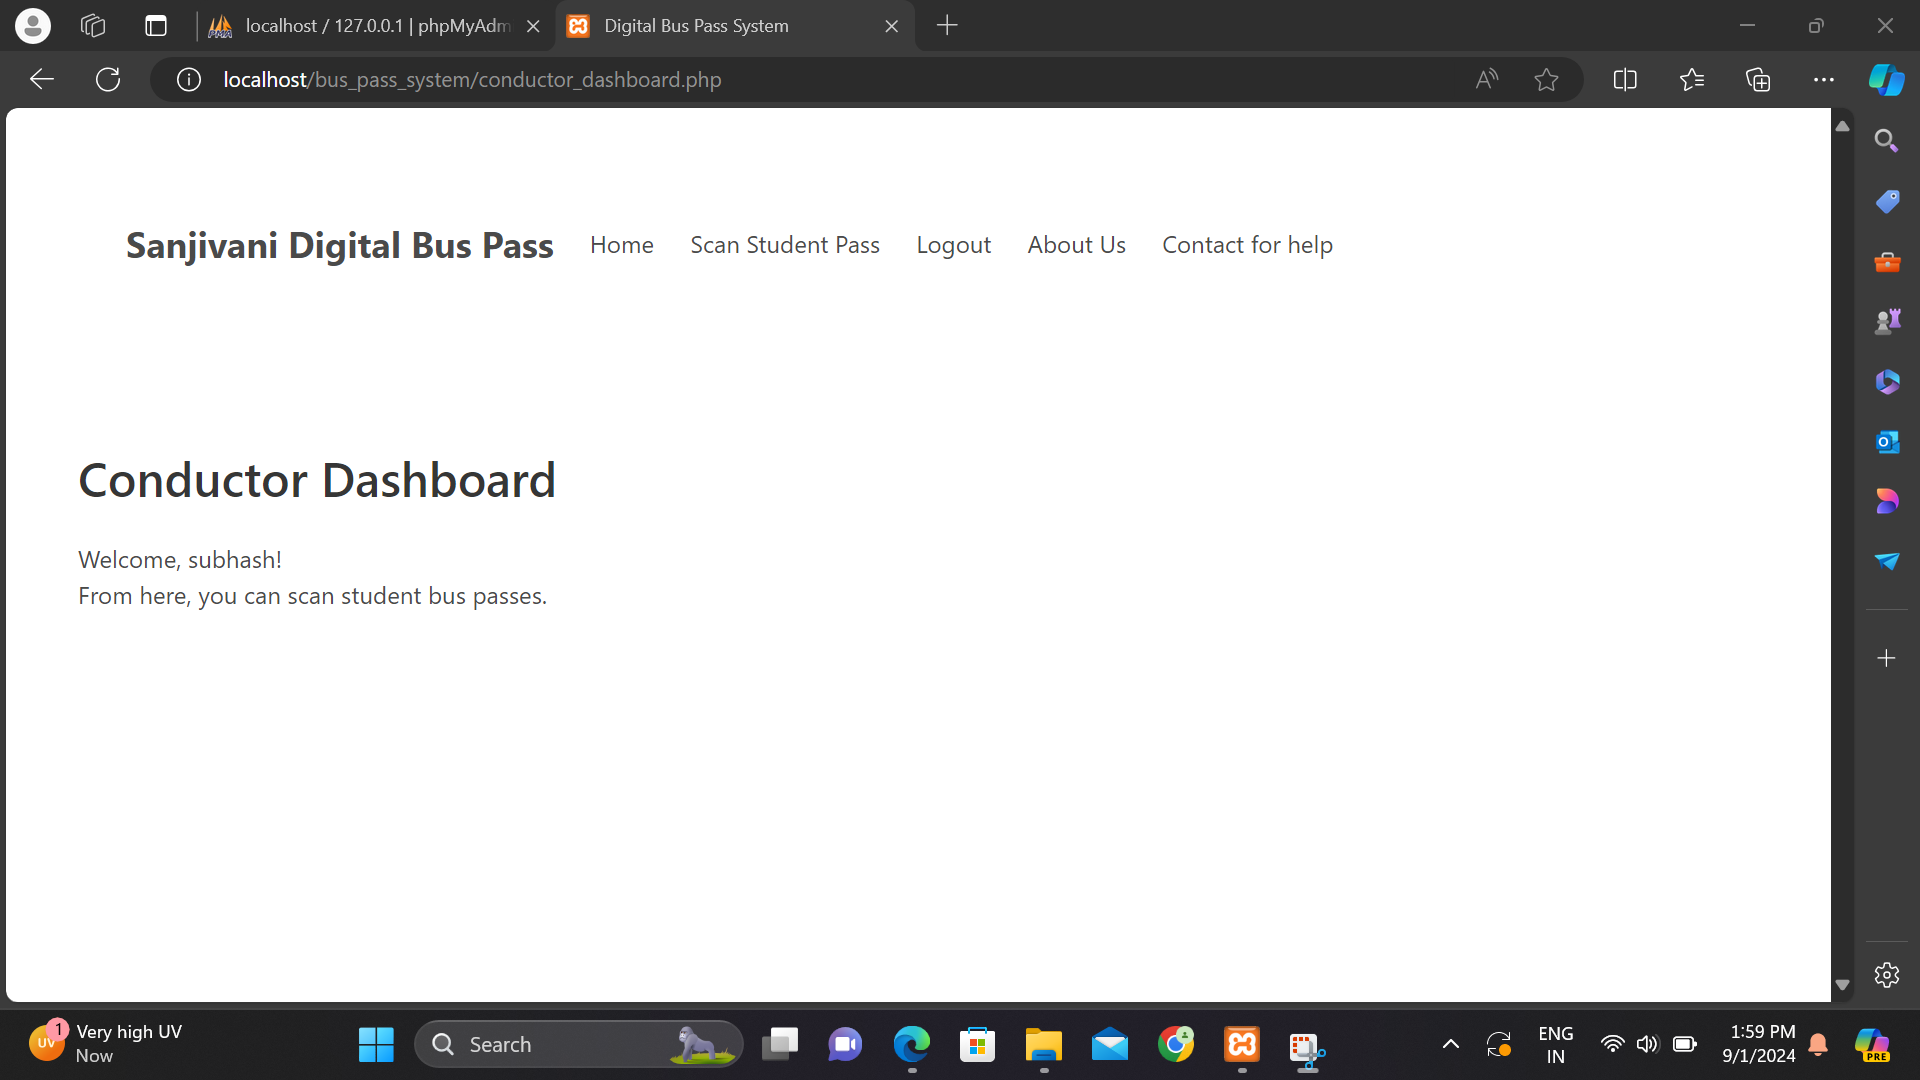 localhost / 127.0.0.1 | phpMyAdm
Digital Bus Pass System
localhost/bus_pass_system/conductor_dashboard.php
Sanjivani Digital Bus Pass
Home
Scan Student Pass
Logout
About Us
Contact for help
Conductor Dashboard
Welcome, subhash!
From here, you can scan student bus passes.
1
UV
Very high UV
Now
Search
ENG
IN
1:59 PM
9/1/2024
PRE